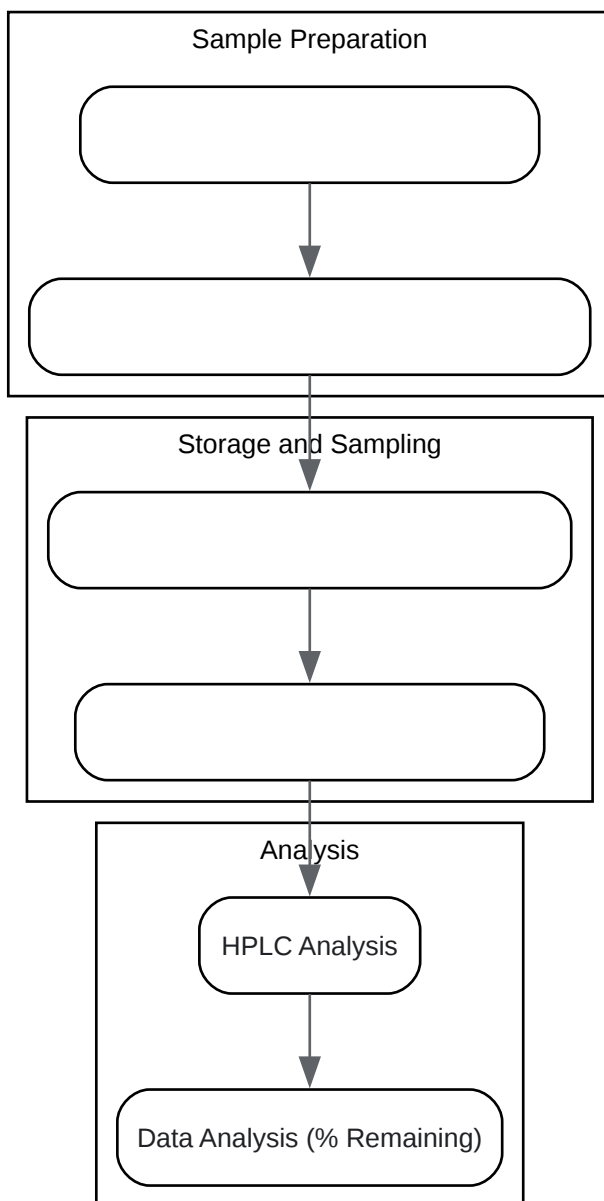 Sample Preparation
Storage and Sampling
Analysis
HPLC Analysis
Data Analysis (% Remaining)